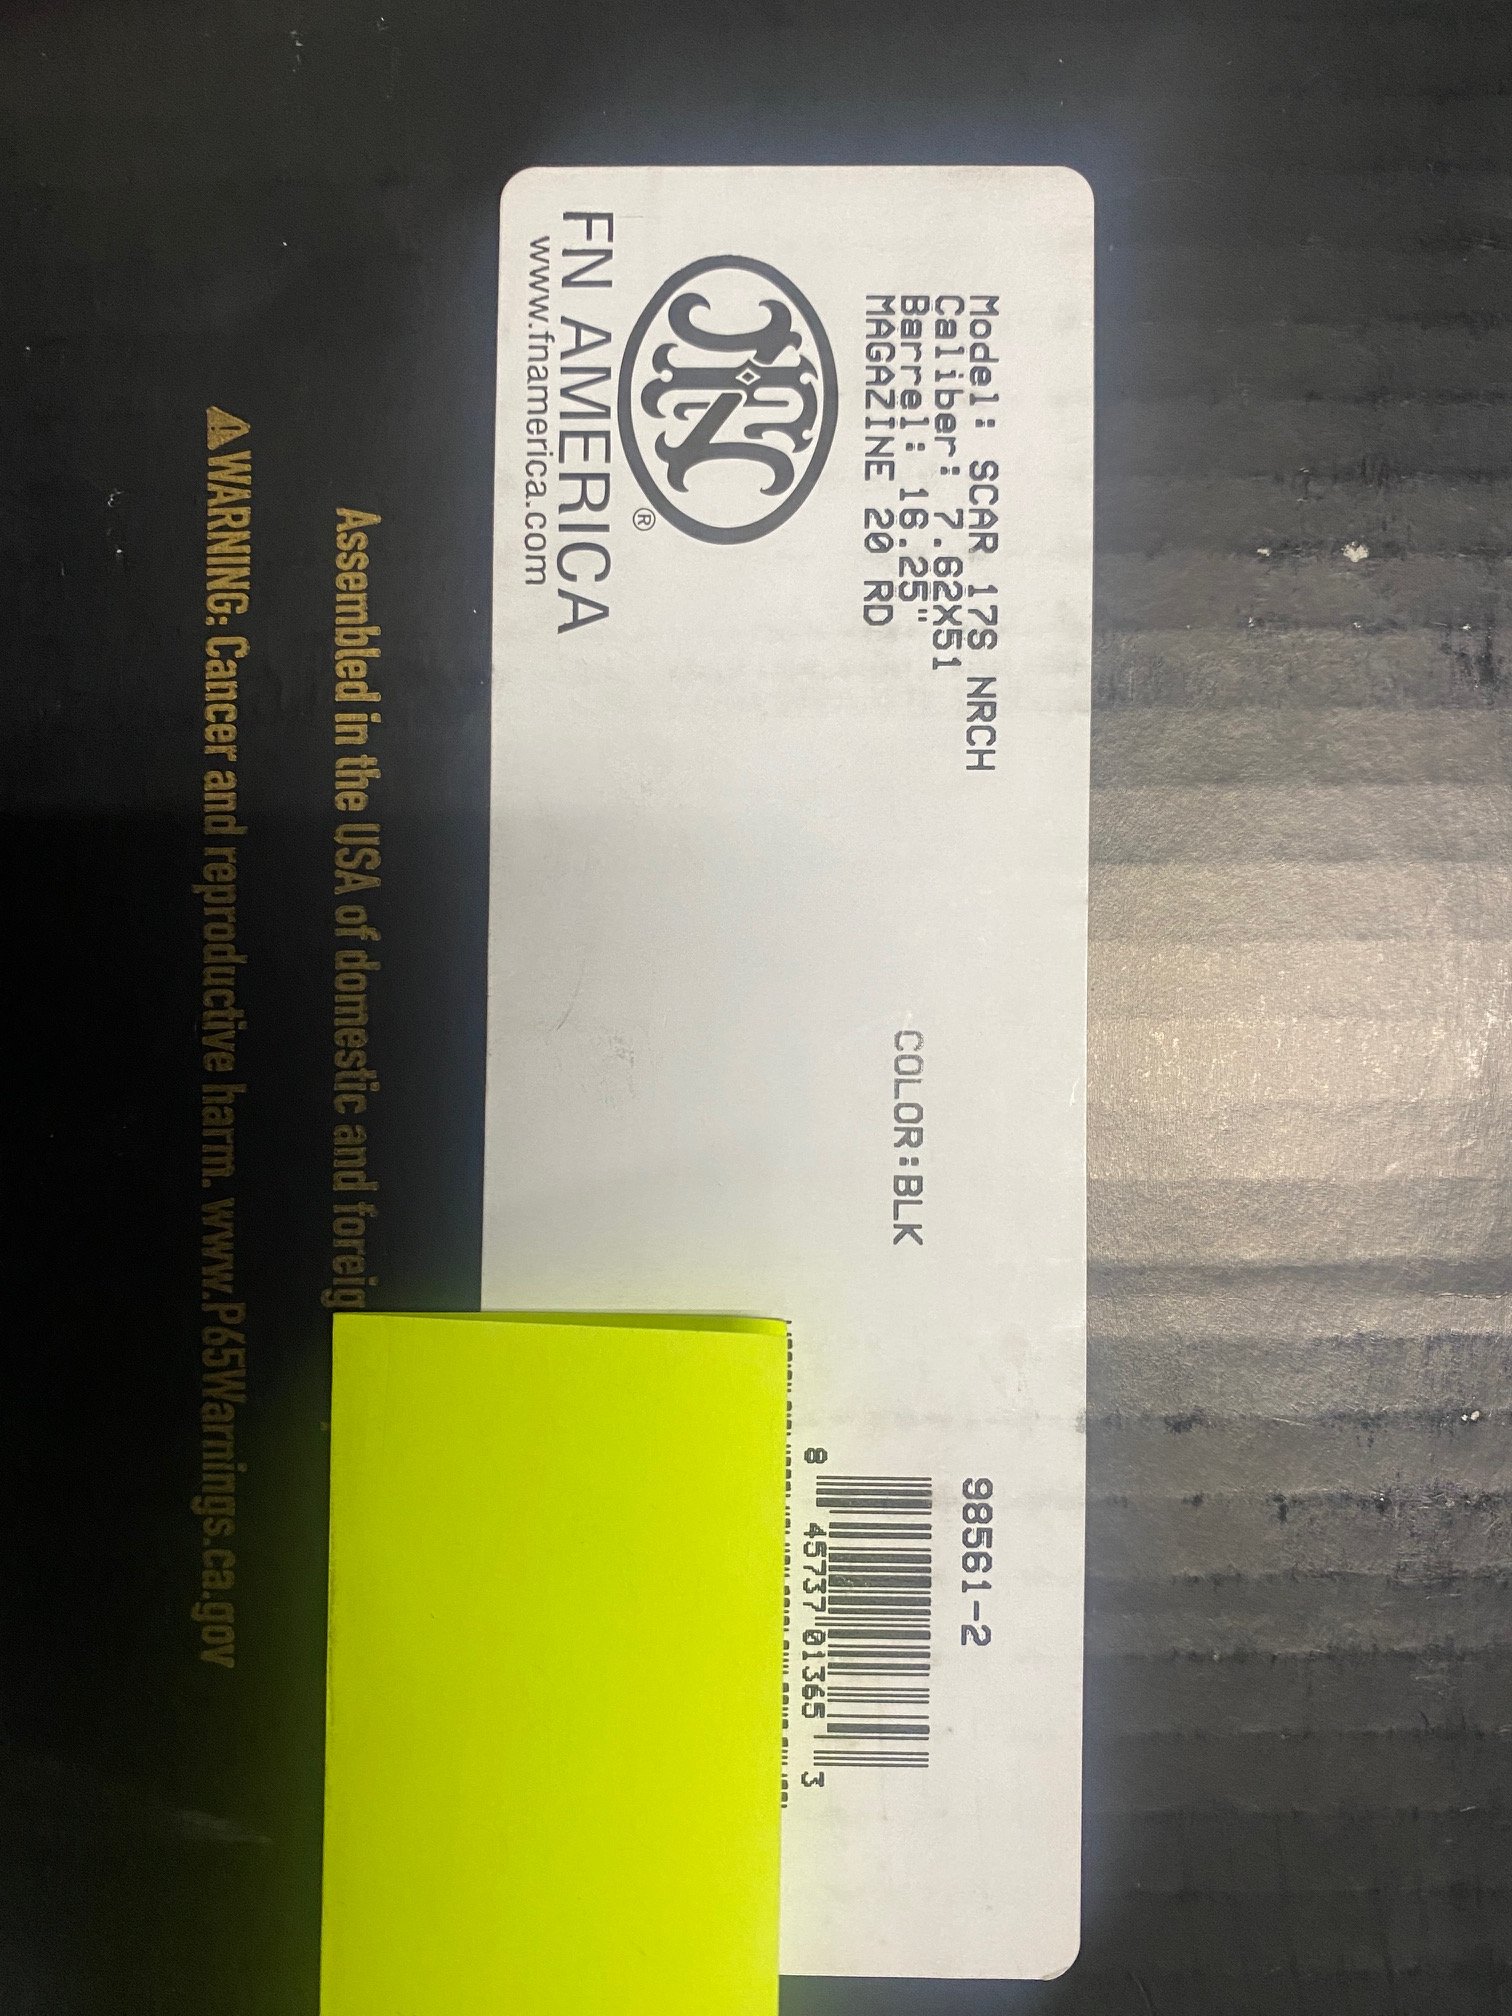 Model: SCAR 17S NRCH
Caliber: 7.62X51
Barrel: 16.25"
MAGAZINE 20 RD
COLOR:BLK
98561-2
8 45737 01365 3
FN
®
FN AMERICA
www.fnamerica.com
Assembled in the USA of domestic and
WARNING: Cancer and reproductive harm. www.P65Warnings.ca.gov